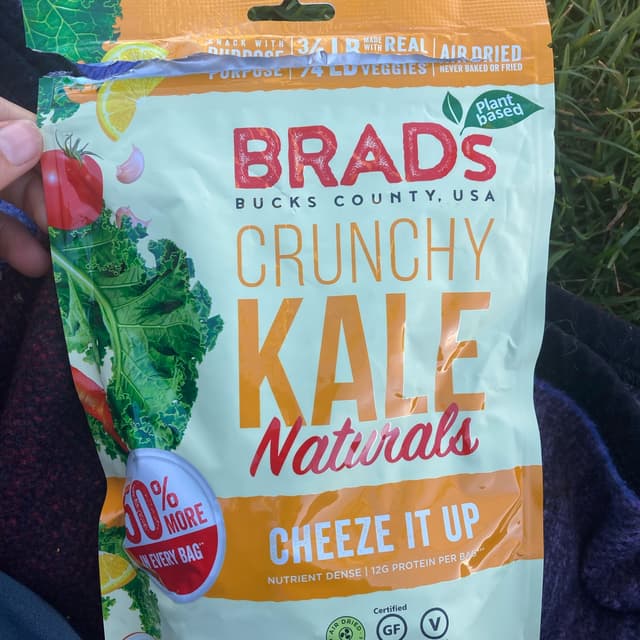 SNACK WITH
PURPOSE
3/4 LB
MADE
WITH REAL
VEGGIES
AIR DRIED
NEVER BAKED OR FRIED
Plant
based
BRADS
BUCKS COUNTY, USA
CRUNCHY
KALE
Naturals
50%
MORE
IN EVERY BAG
CHEEZE IT UP
NUTRIENT DENSE | 12G PROTEIN PER BAG
AIR DRIED
Certified
GF
V